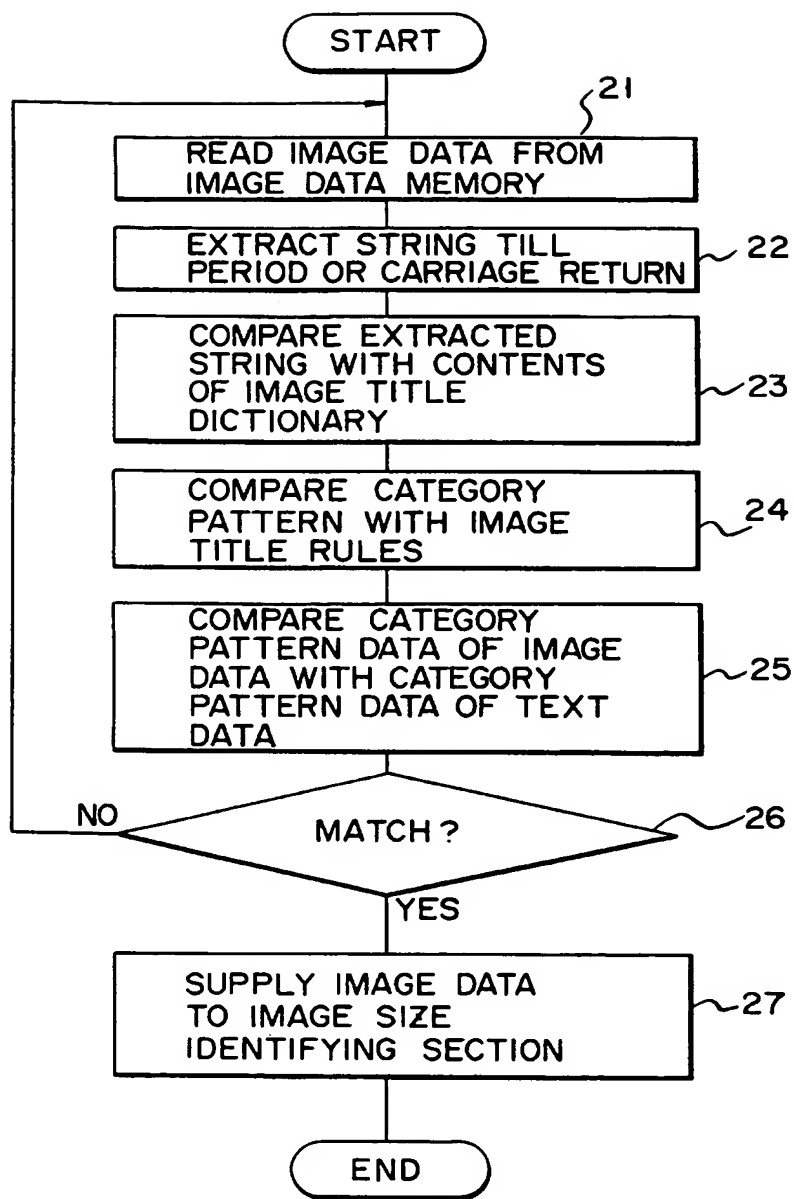 START
21
READ IMAGE DATA FROM
IMAGE DATA MEMORY
EXTRACT STRING TILL
PERIOD OR CARRIAGE RETURN
22
COMPARE EXTRACTED
STRING WITH CONTENTS
OF IMAGE TITLE
DICTIONARY
23
COMPARE CATEGORY
PATTERN WITH IMAGE
TITLE RULES
24
COMPARE CATEGORY
PATTERN DATA OF IMAGE
DATA WITH CATEGORY
PATTERN DATA OF TEXT
DATA
25
NO
MATCH?
26
YES
SUPPLY IMAGE DATA
TO IMAGE SIZE
IDENTIFYING SECTION
27
END